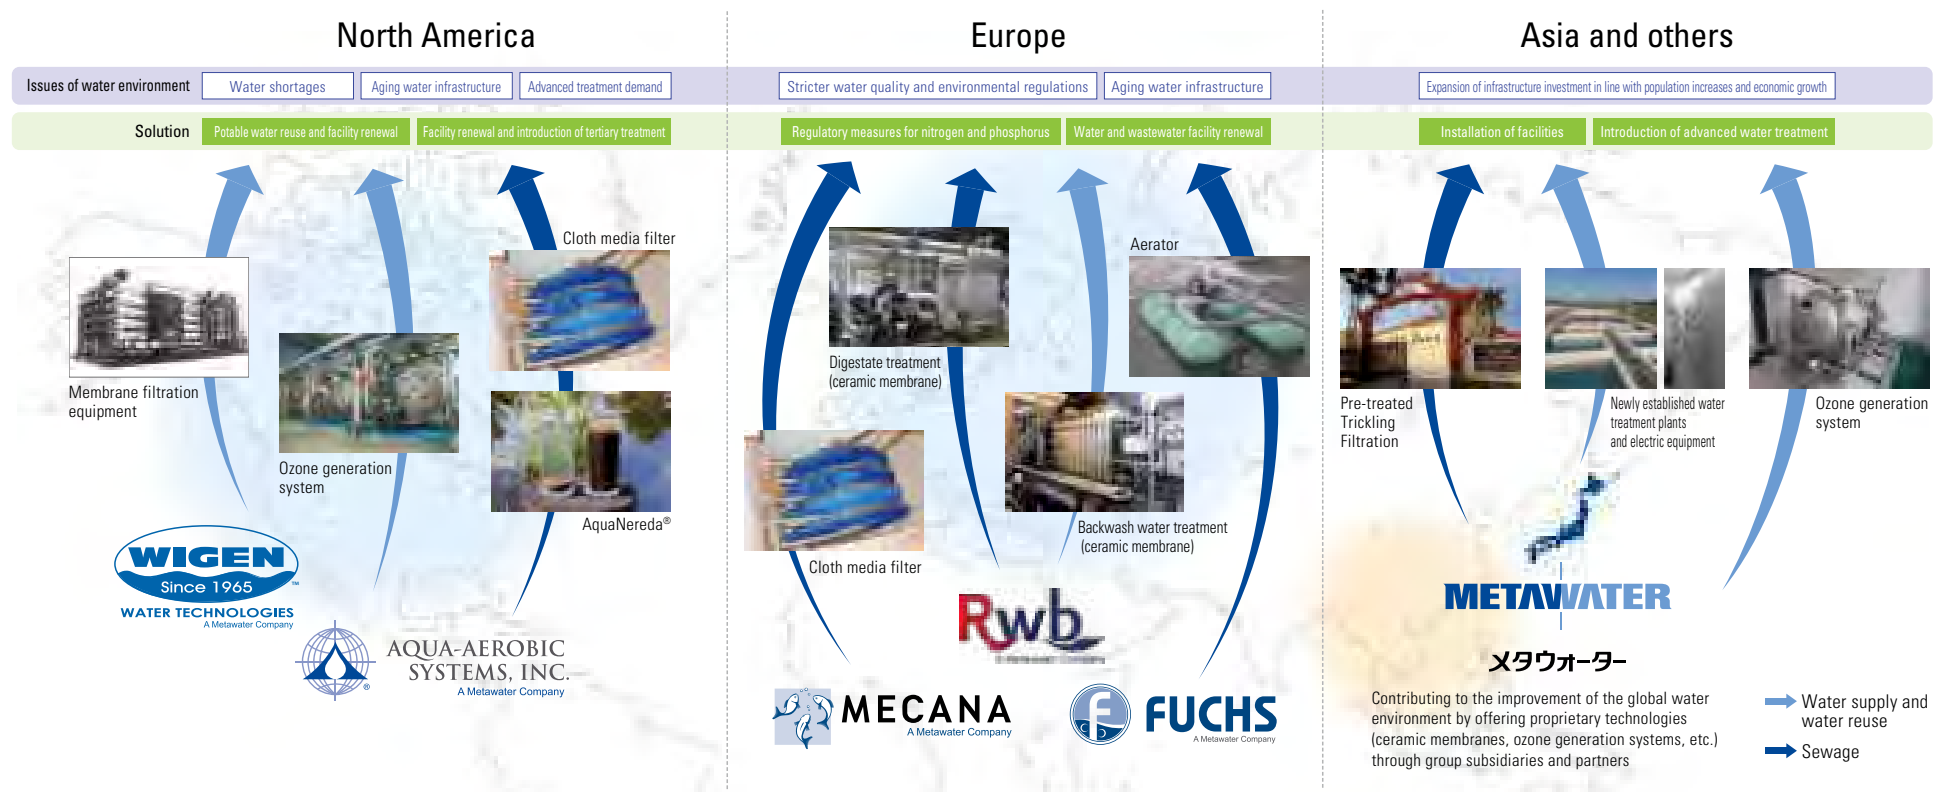 North America
Europe
Asia and others
Issues of water environment
Water shortages
Aging water infrastructure
Advanced treatment demand
Stricter water quality and environmental regulations
Aging water infrastructure
Expansion of infrastructure investment in line with population increases and economic growth
Solution
Potable water reuse and facility renewal
Facility renewal and introduction of tertiary treatment
Regulatory measures for nitrogen and phosphorus
Water and wastewater facility renewal
Installation of facilities
Introduction of advanced water treatment
Membrane filtration
equipment
Ozone generation
system
Cloth media filter
AquaNereda®
WIGEN
Since 1965
™
WATER TECHNOLOGIES
A Metawater Company
AQUA-AEROBIC
SYSTEMS, INC.
®
A Metawater Company
Digestate treatment
(ceramic membrane)
Aerator
Cloth media filter
Backwash water treatment
(ceramic membrane)
Rwb
A Metawater Company
MECANA
A Metawater Company
FUCHS
A Metawater Company
Pre-treated
Trickling
Filtration
Newly established water
treatment plants
and electric equipment
Ozone generation
system
METAWATER
メタウォーター
Contributing to the improvement of the global water
environment by offering proprietary technologies
(ceramic membranes, ozone generation systems, etc.)
through group subsidiaries and partners
Water supply and
water reuse
Sewage